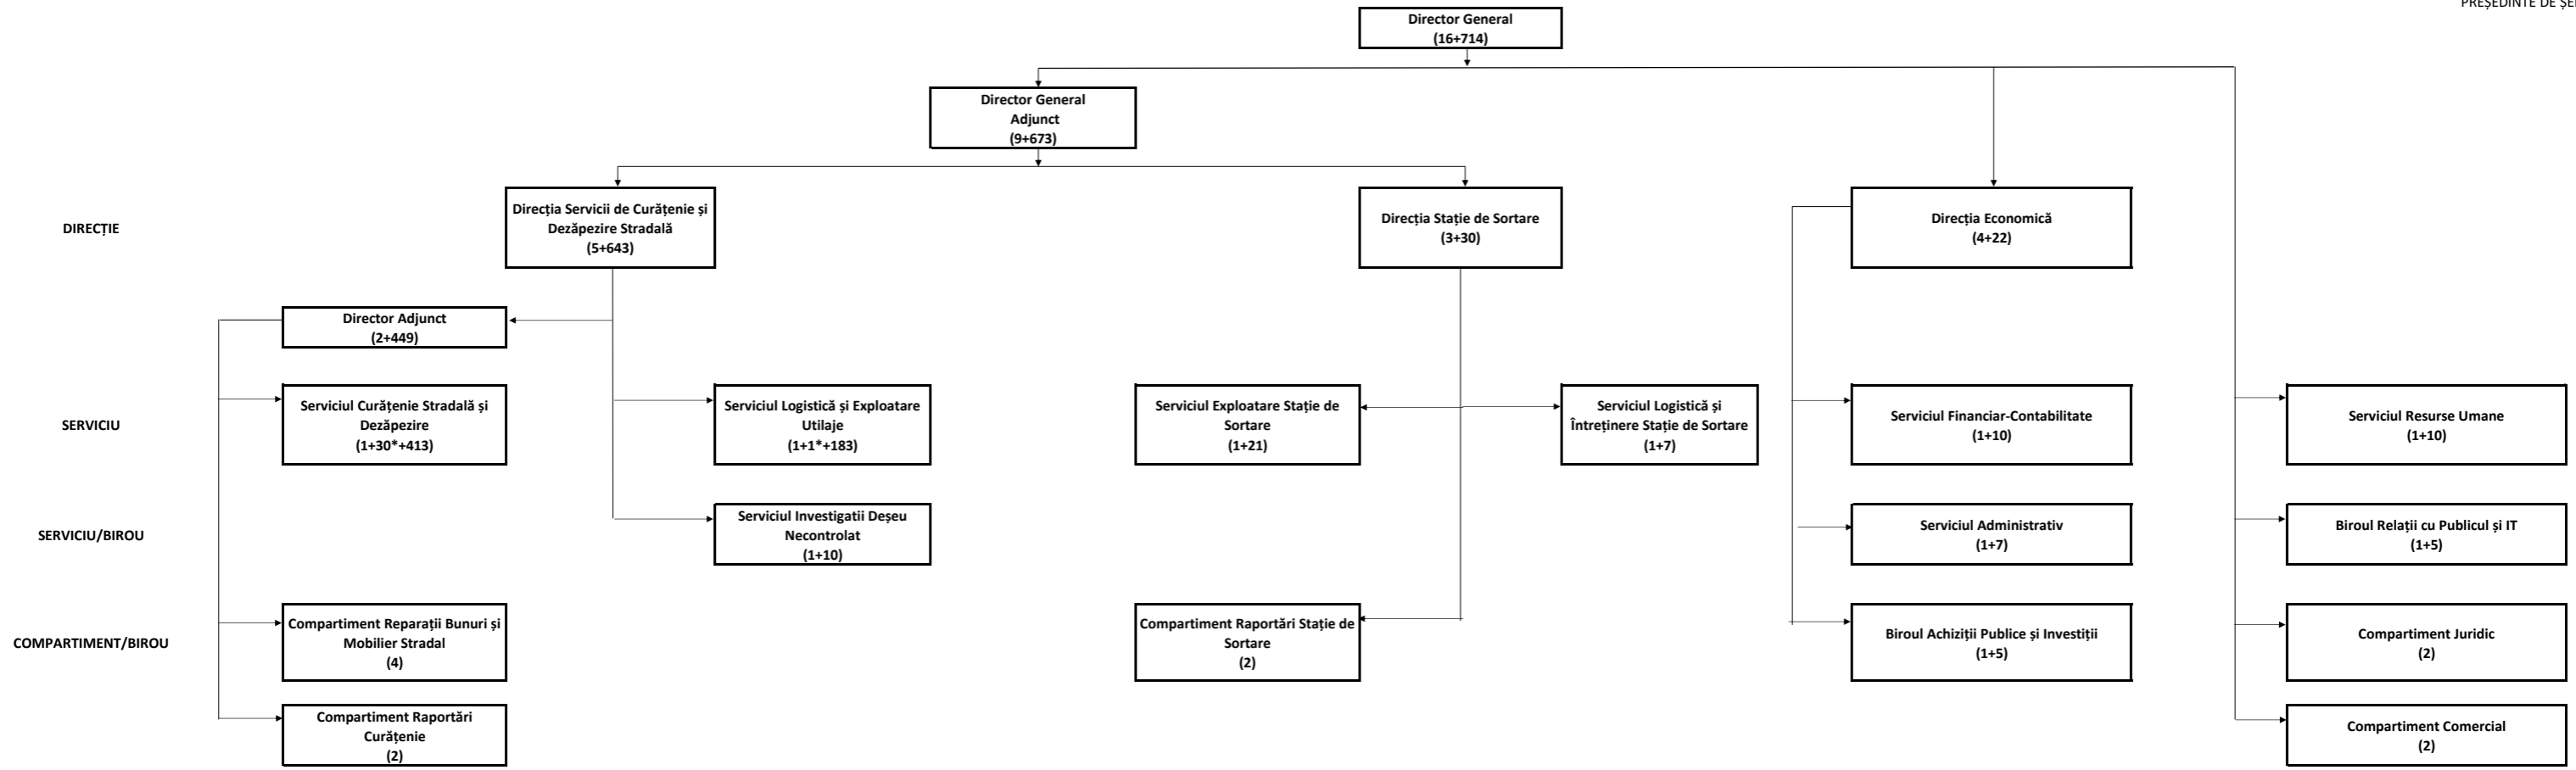 PREȘEDINTE DE ȘE
Director General
(16+714)
Director General
Adjunct
(9+673)
DIRECȚIE
Direcția Servicii de Curățenie și
Dezăpezire Stradală
(5+643)
Direcția Stație de Sortare
(3+30)
Direcția Economică
(4+22)
Director Adjunct
(2+449)
SERVICIU
Serviciul Curățenie Stradală și
Dezăpezire
(1+30*+413)
Serviciul Logistică și Exploatare
Utilaje
(1+1*+183)
Serviciul Exploatare Stație de
Sortare
(1+21)
Serviciul Logistică și
Întreținere Stație de Sortare
(1+7)
Serviciul Financiar-Contabilitate
(1+10)
Serviciul Resurse Umane
(1+10)
SERVICIU/BIROU
Serviciul Investigatii Deșeu
Necontrolat
(1+10)
Serviciul Administrativ
(1+7)
Biroul Relații cu Publicul și IT
(1+5)
COMPARTIMENT/BIROU
Compartiment Reparații Bunuri și
Mobilier Stradal
(4)
Compartiment Raportări Stație de
Sortare
(2)
Biroul Achiziții Publice și Investiții
(1+5)
Compartiment Juridic
(2)
Compartiment Raportări
Curățenie
(2)
Compartiment Comercial
(2)